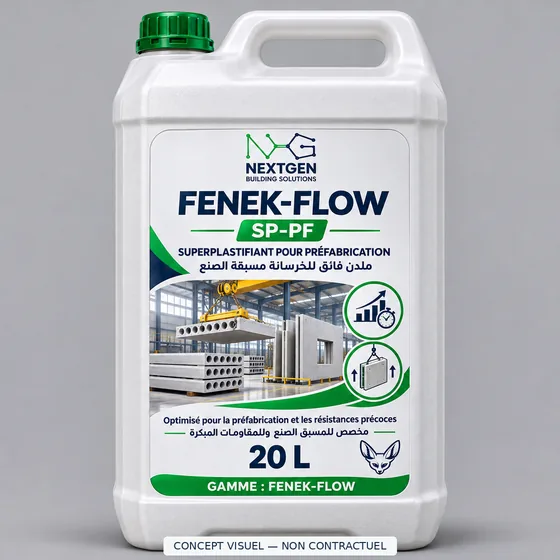 NEXTGEN
BUILDING SOLUTIONS
FENEK-FLOW
SP-PF
SUPERPLASTIFIANT POUR PRÉFABRICATION
ملدن فائق للخرسانة مسبقة الصنع
Optimisé pour la préfabrication et les résistances précoces
مخصص للمسبق الصنع وللمقاومات المبكرة
20 L
GAMME : FENEK-FLOW
CONCEPT VISUEL — NON CONTRACTUEL